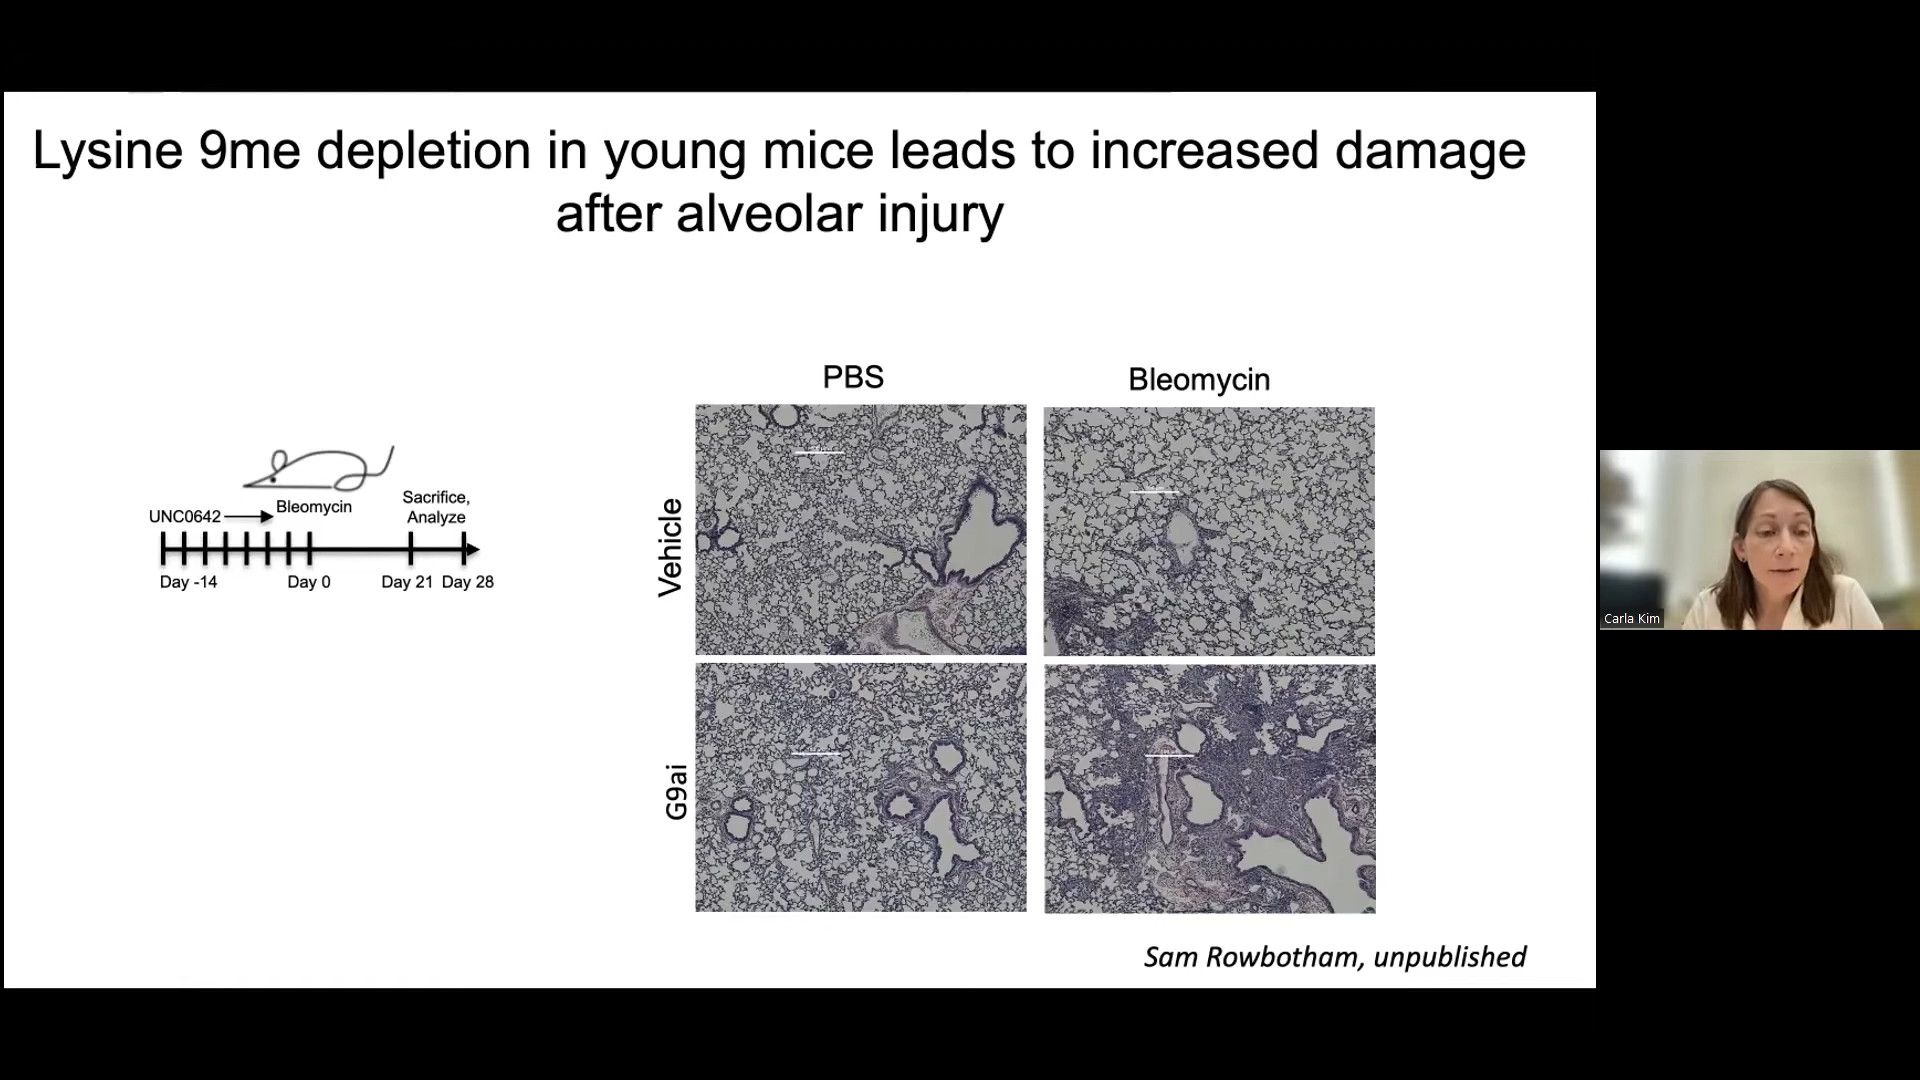 Lysine 9me depletion in young mice leads to increased damage
after alveolar injury
PBS
Bleomycin
Vehicle
G9ai
UNC0642
Bleomycin
Sacrifice,
Analyze
Day -14
Day 0
Day 21
Day 28
Sam Rowbotham, unpublished
Carla Kim